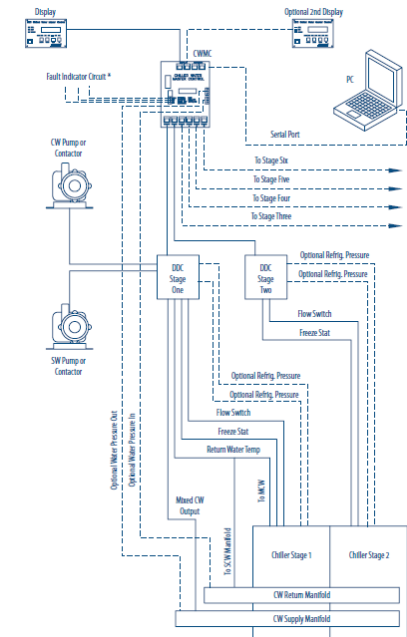 Display
Optional 2nd Display
CWMC
CHILLED WATER
MASTER CONTROL
Fault Indicator Circuit *
PC
Serial Port
CW Pump or
Contactor
To Stage Six
To Stage Five
To Stage Four
To Stage Three
DDC
Stage
One
DDC
Stage
Two
Optional Refrig. Pressure
Optional Refrig. Pressure
Flow Switch
Freeze Stat
SW Pump or
Contactor
Optional Water Pressure Out
Optional Water Pressure In
Optional Refrig. Pressure
Optional Refrig. Pressure
Flow Switch
Freeze Stat
Return Water Temp
Mixed CW
Output
To SCW Manifold
To MCW
Chiller Stage 1
Chiller Stage 2
CW Return Manifold
CW Supply Manifold